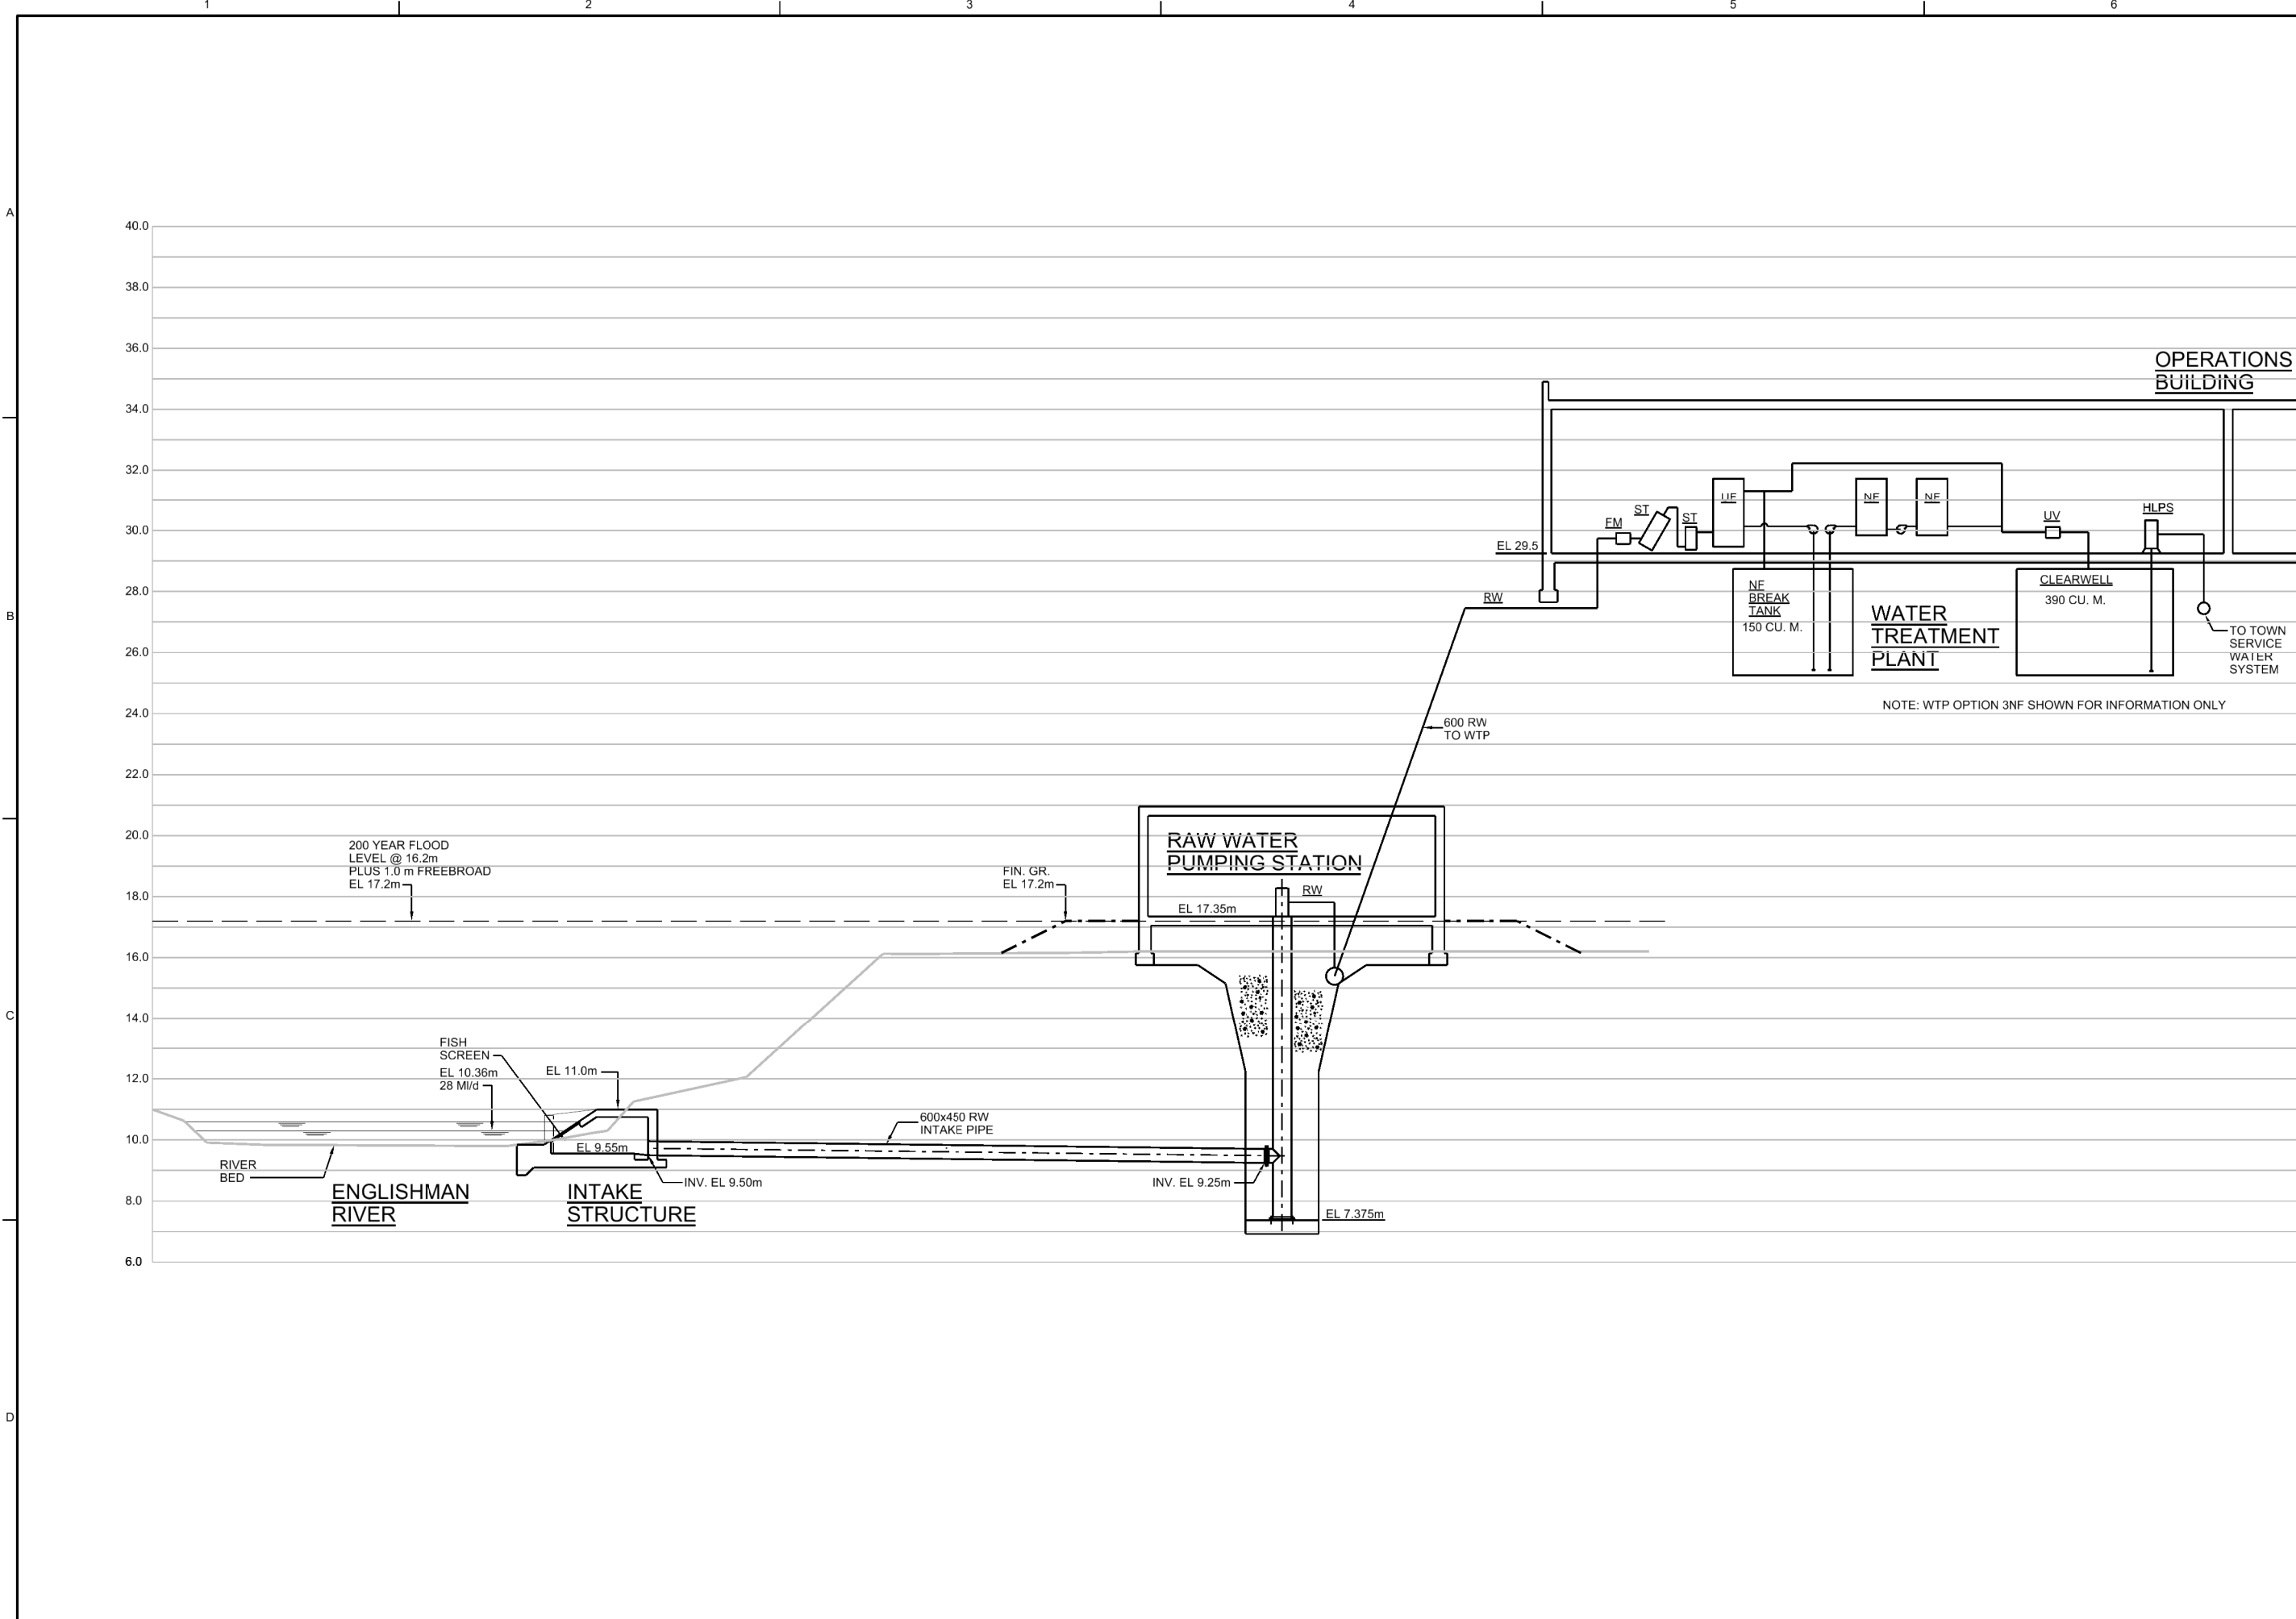 1 2 3 4 5 6
A
B
C
D
40.0
38.0
36.0
34.0
32.0
30.0
28.0
26.0
24.0
22.0
20.0
18.0
16.0
14.0
12.0
10.0
8.0
6.0
OPERATIONS
BUILDING
FM
ST
ST
UF
NF
NF
UV
HLPS
EL 29.5
RW
NF
BREAK
TANK
150 CU. M.
WATER
TREATMENT
PLANT
CLEARWELL
390 CU. M.
TO TOWN
SERVICE
WATER
SYSTEM
NOTE: WTP OPTION 3NF SHOWN FOR INFORMATION ONLY
600 RW
TO WTP
RAW WATER
PUMPING STATION
RW
EL 17.35m
200 YEAR FLOOD
LEVEL @ 16.2m
PLUS 1.0 m FREEBROAD
EL 17.2m
FIN. GR.
EL 17.2m
FISH
SCREEN
EL 10.36m
28 Ml/d
EL 11.0m
EL 9.55m
600x450 RW
INTAKE PIPE
RIVER
BED
INV. EL 9.50m
INV. EL 9.25m
EL 7.375m
ENGLISHMAN
RIVER
INTAKE
STRUCTURE